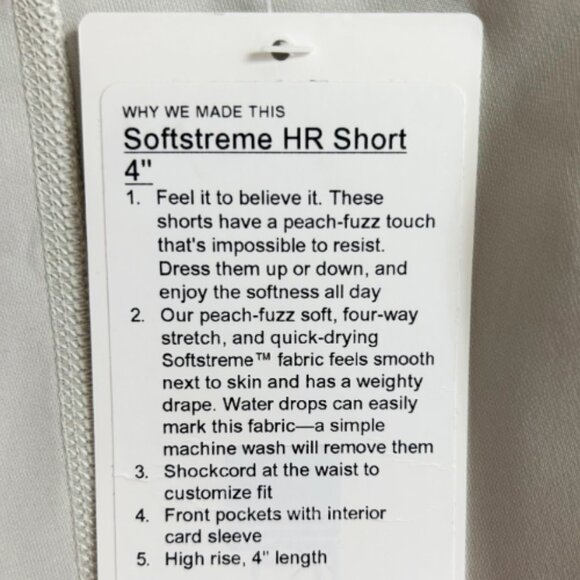 WHY WE MADE THIS
Softstreme HR Short
4"
1. Feel it to believe it. These
shorts have a peach-fuzz touch
that's impossible to resist.
Dress them up or down, and
enjoy the softness all day
2. Our peach-fuzz soft, four-way
stretch, and quick-drying
Softstreme™ fabric feels smooth
next to skin and has a weighty
drape. Water drops can easily
mark this fabric—a simple
machine wash will remove them
3. Shockcord at the waist to
customize fit
4. Front pockets with interior
card sleeve
5. High rise, 4" length